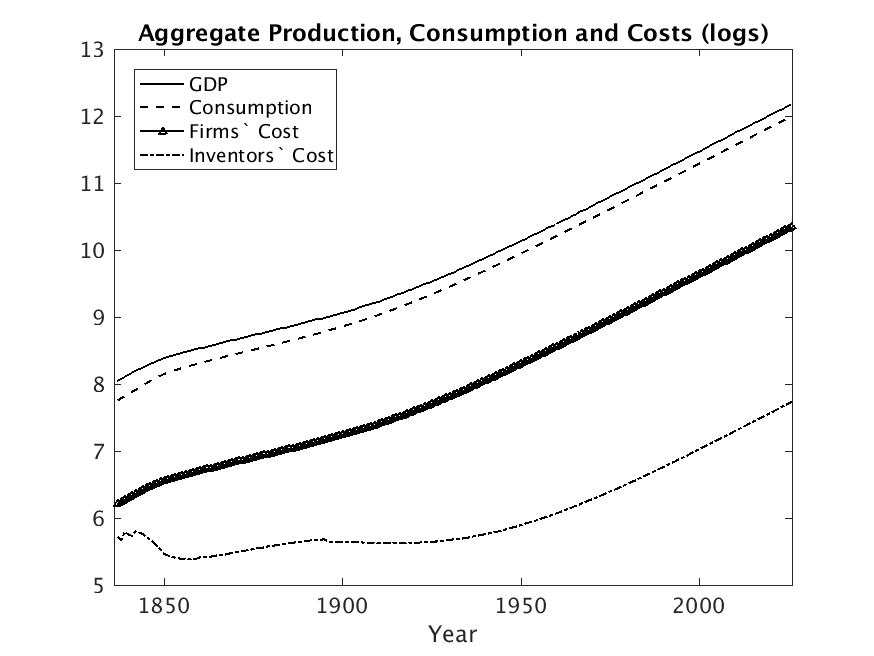 Aggregate Production, Consumption and Costs (logs)
13
12
11
10
9
8
7
6
5
GDP
Consumption
Firms` Cost
Inventors` Cost
1850 1900 1950 2000
Year